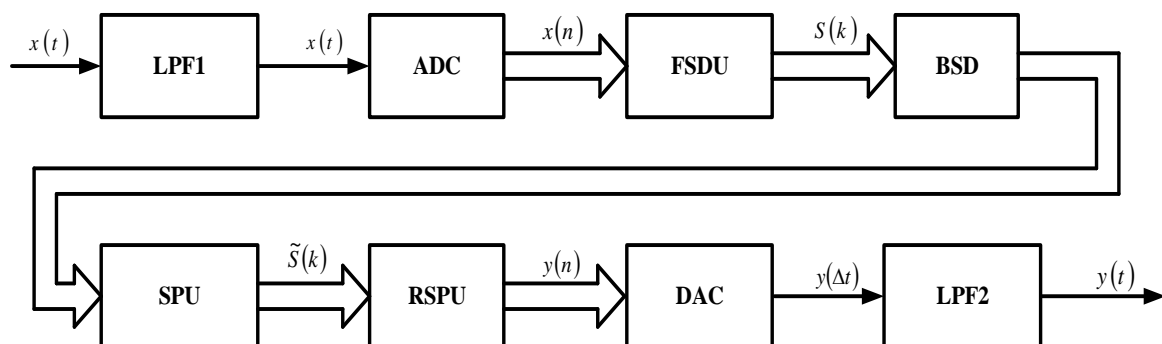 x(t)
LPF1
x(t)
ADC
x(n)
FSDU
S(k)
BSD
SPU
S̃(k)
RSPU
y(n)
DAC
y(Δt)
LPF2
y(t)